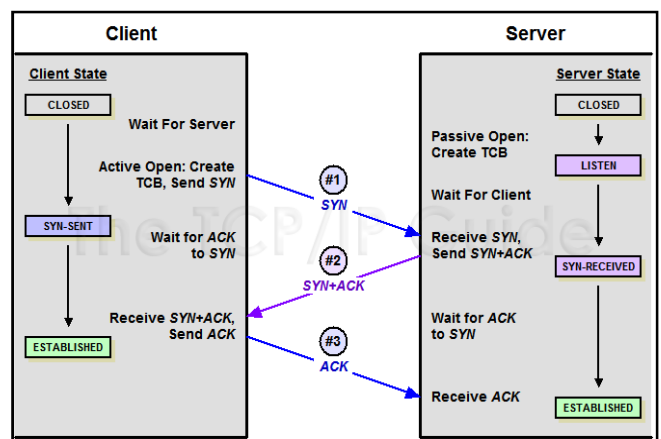 Client
Server
Client State
Server State
CLOSED
CLOSED
Wait For Server
Passive Open:
Create TCB
Active Open: Create
TCB, Send SYN
#1
SYN
LISTEN
Wait For Client
SYN-SENT
Wait for ACK
to SYN
Receive SYN,
Send SYN+ACK
#2
SYN+ACK
SYN-RECEIVED
Receive SYN+ACK,
Send ACK
Wait for ACK
to SYN
ESTABLISHED
#3
ACK
Receive ACK
ESTABLISHED
The TCP/IP Guide